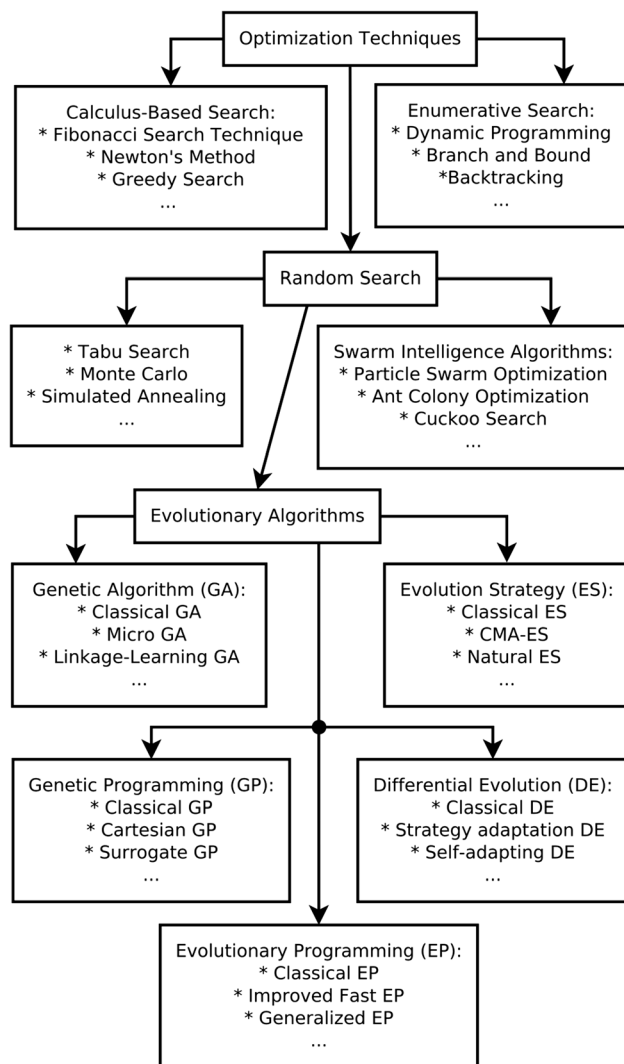 Optimization Techniques
Calculus-Based Search:
* Fibonacci Search Technique
* Newton's Method
* Greedy Search
...
Enumerative Search:
* Dynamic Programming
* Branch and Bound
*Backtracking
...
Random Search
* Tabu Search
* Monte Carlo
* Simulated Annealing
...
Swarm Intelligence Algorithms:
* Particle Swarm Optimization
* Ant Colony Optimization
* Cuckoo Search
...
Evolutionary Algorithms
Genetic Algorithm (GA):
* Classical GA
* Micro GA
* Linkage-Learning GA
...
Evolution Strategy (ES):
* Classical ES
* CMA-ES
* Natural ES
...
Genetic Programming (GP):
* Classical GP
* Cartesian GP
* Surrogate GP
...
Differential Evolution (DE):
* Classical DE
* Strategy adaptation DE
* Self-adapting DE
...
Evolutionary Programming (EP):
* Classical EP
* Improved Fast EP
* Generalized EP
...